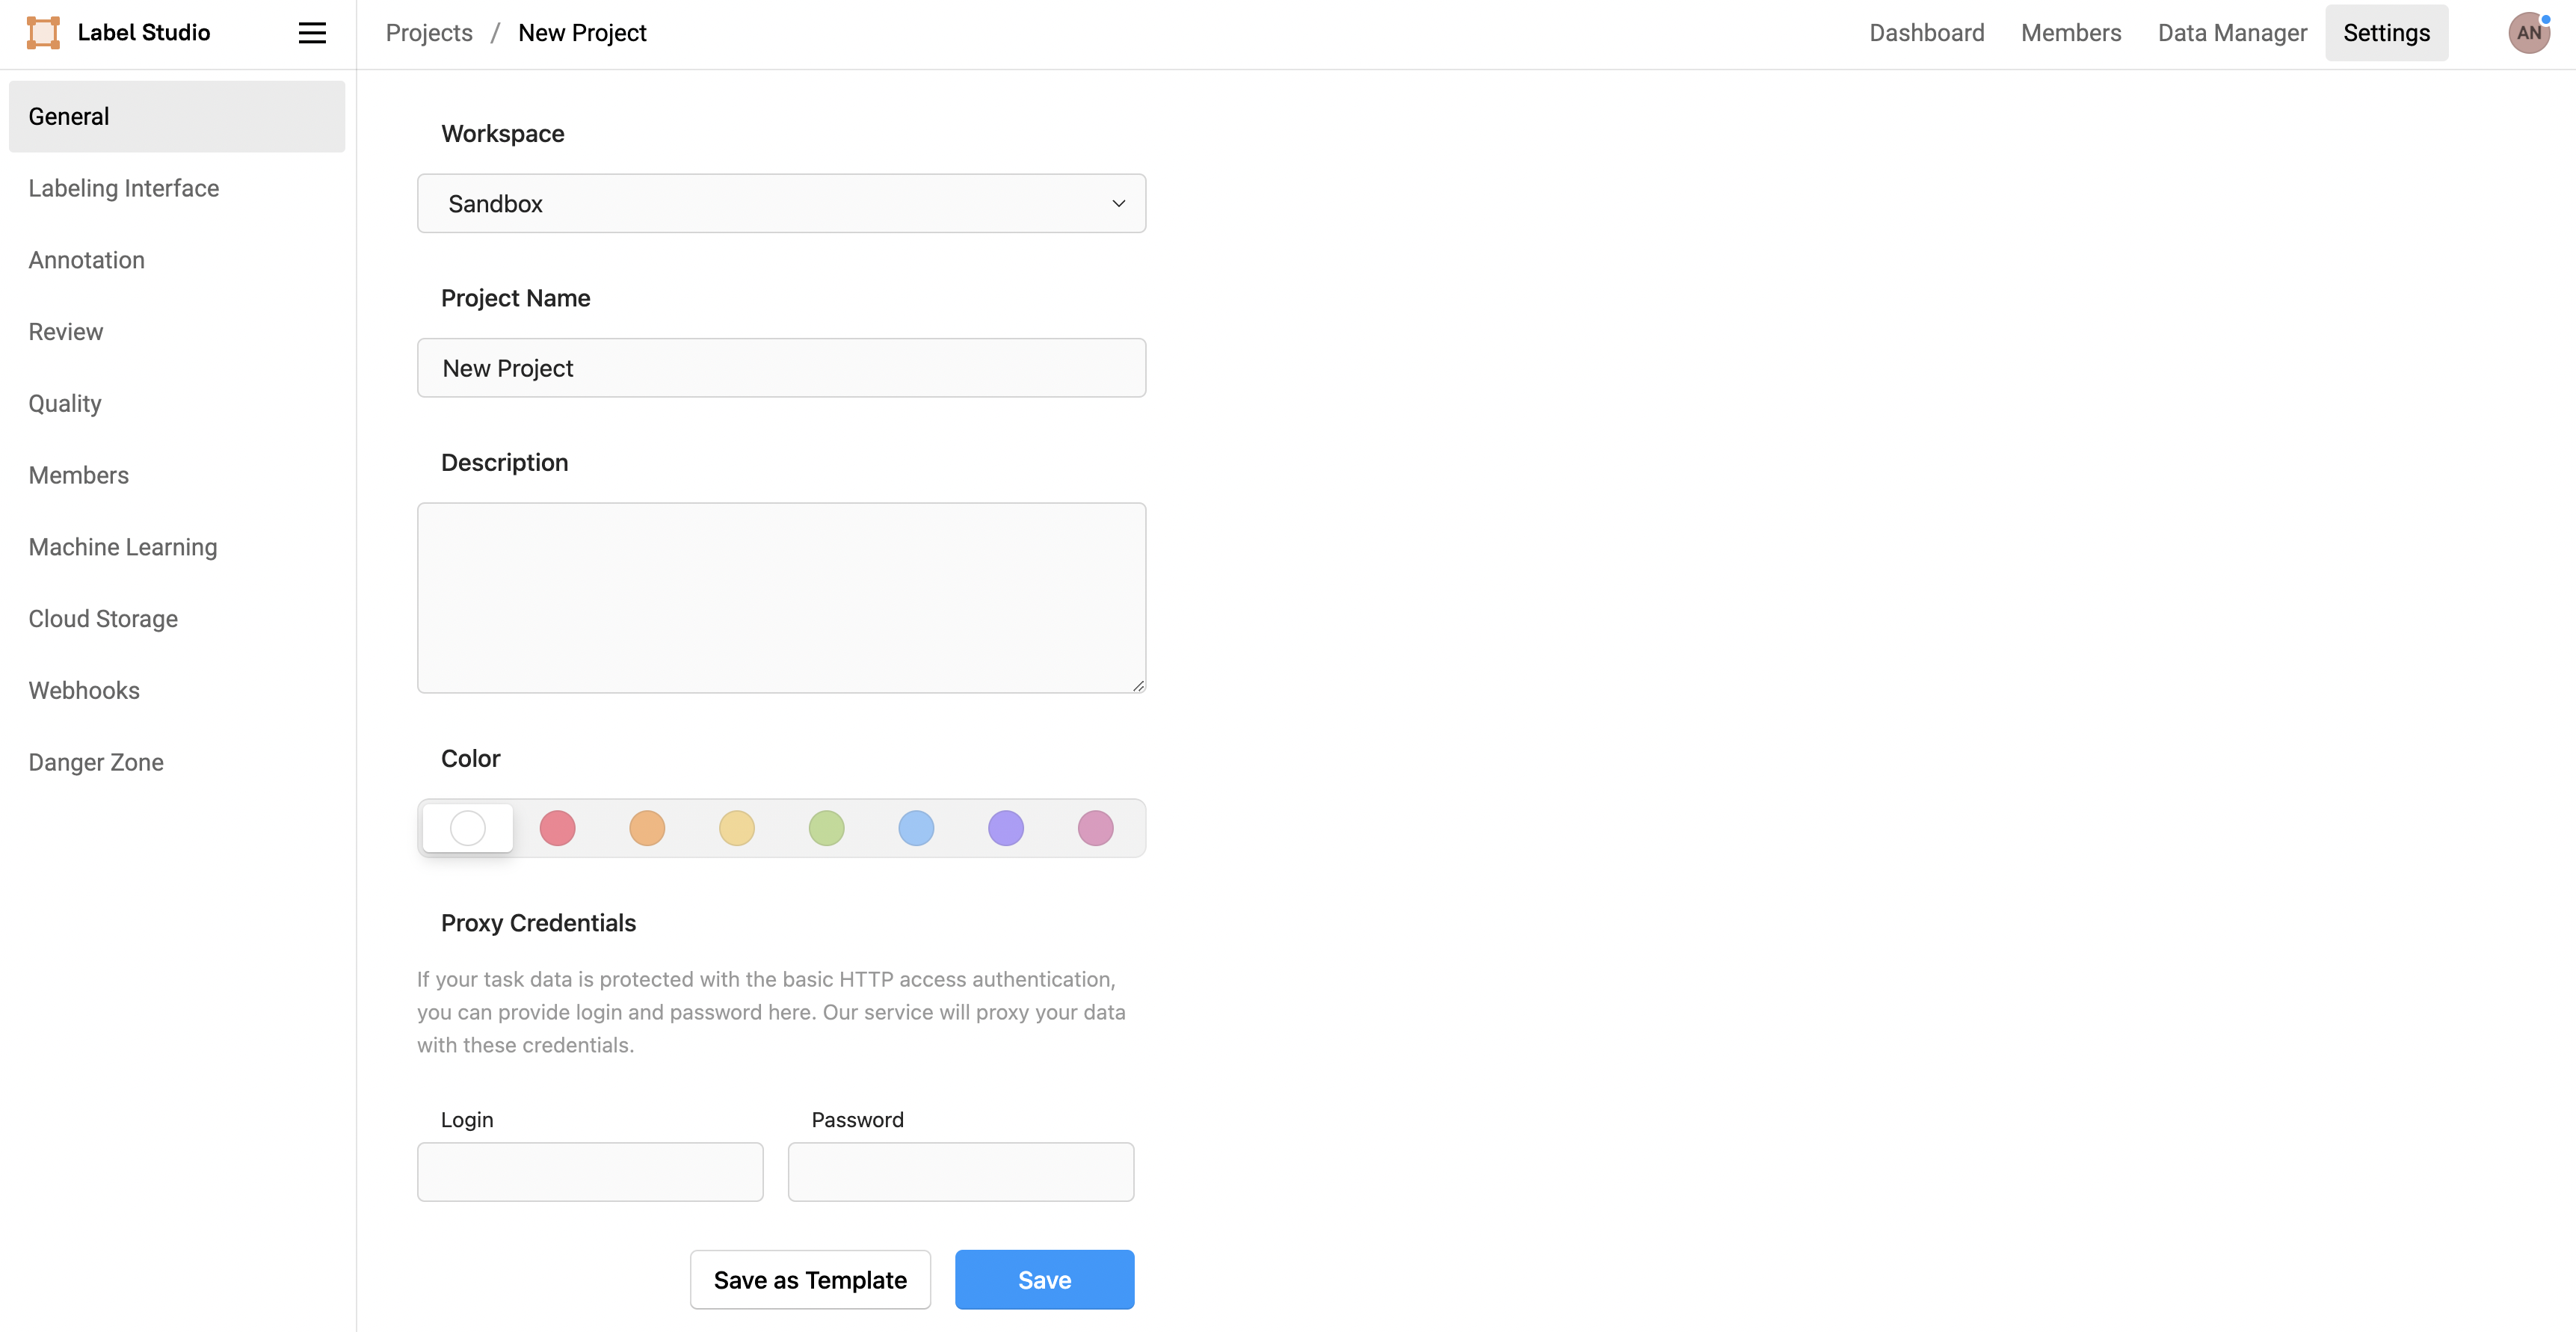 Label Studio
Projects / New Project
Dashboard
Members
Data Manager
Settings
AN
General
Labeling Interface
Annotation
Review
Quality
Members
Machine Learning
Cloud Storage
Webhooks
Danger Zone
Workspace
Sandbox
Project Name
New Project
Description
Color
Proxy Credentials
If your task data is protected with the basic HTTP access authentication,
you can provide login and password here. Our service will proxy your data
with these credentials.
Login
Password
Save as Template
Save